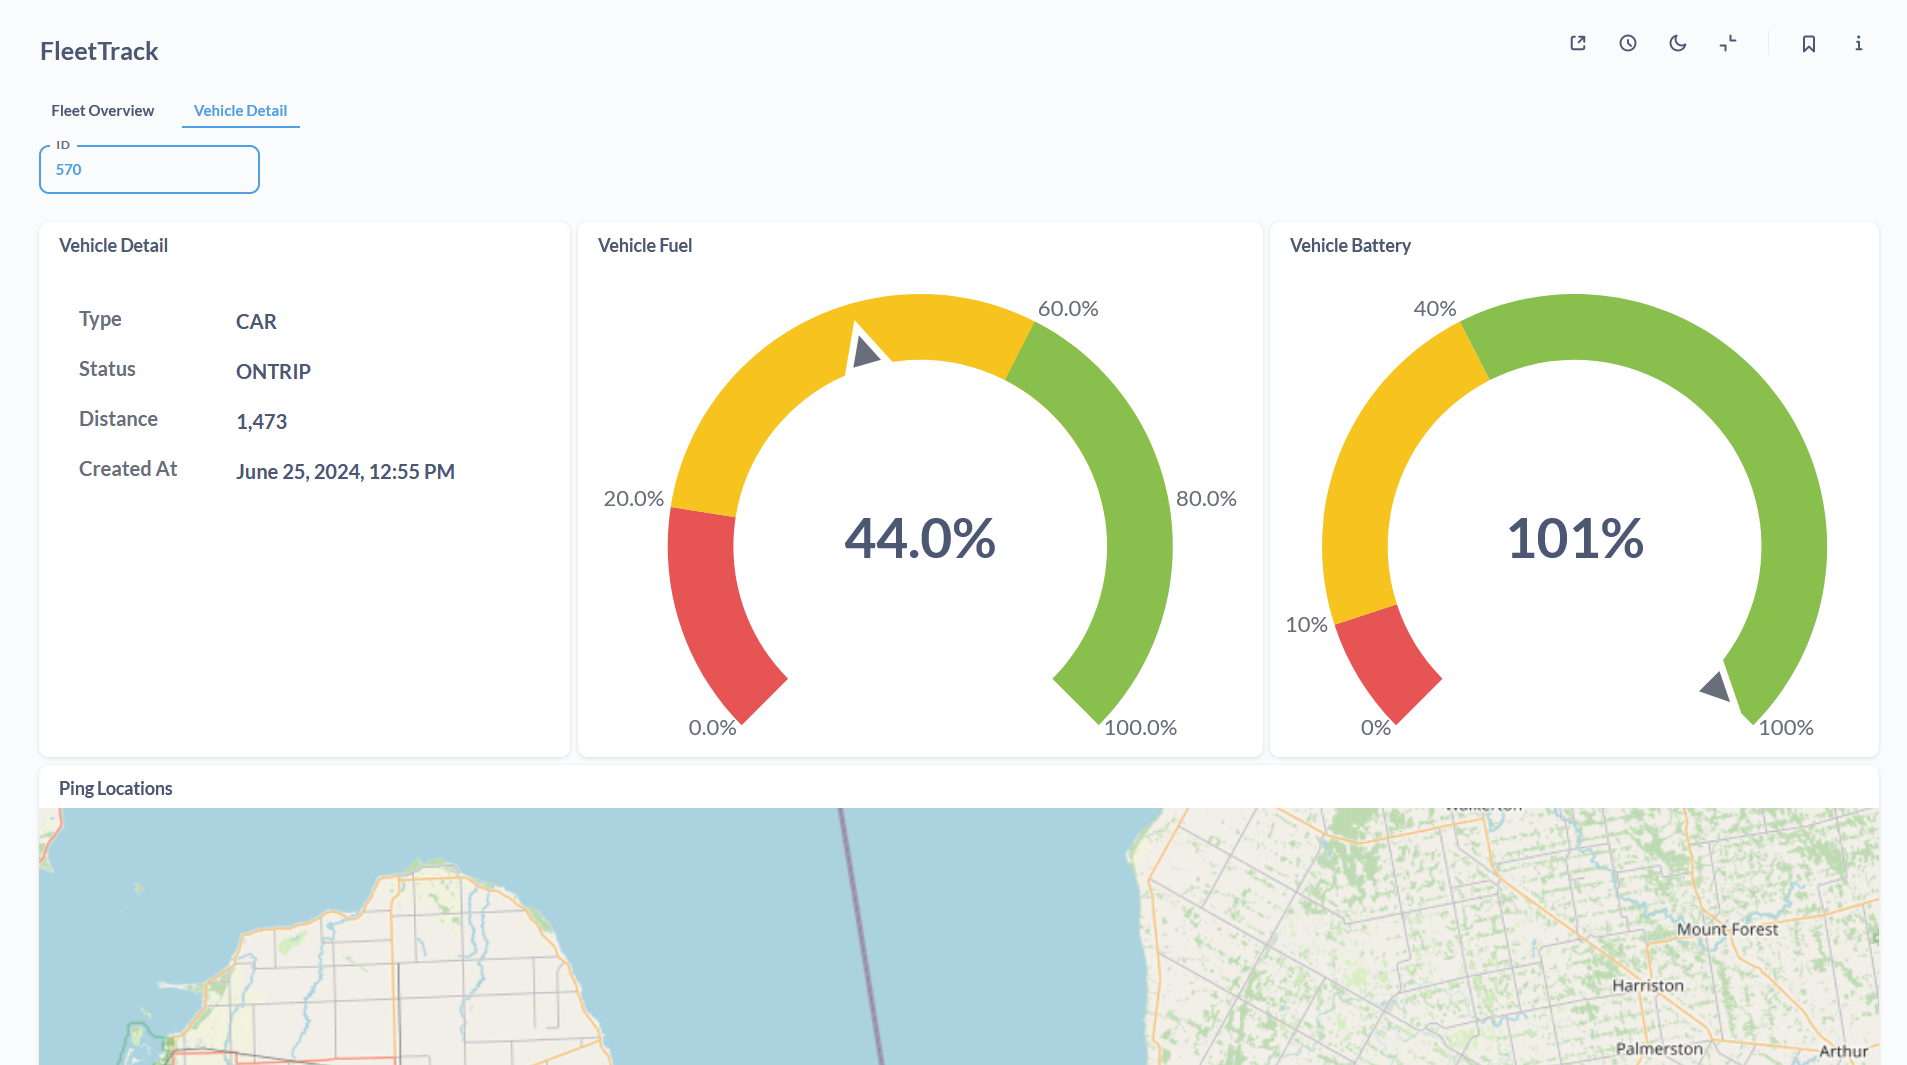 FleetTrack
Fleet Overview
Vehicle Detail
ID
570
Vehicle Detail
Type CAR
Status ONTRIP
Distance 1,473
Created At June 25, 2024, 12:55 PM
Vehicle Fuel
0.0%
20.0%
60.0%
80.0%
100.0%
44.0%
Vehicle Battery
0%
10%
40%
100%
101%
Ping Locations
Walkerton
Mount Forest
Harriston
Palmerston
Arthur